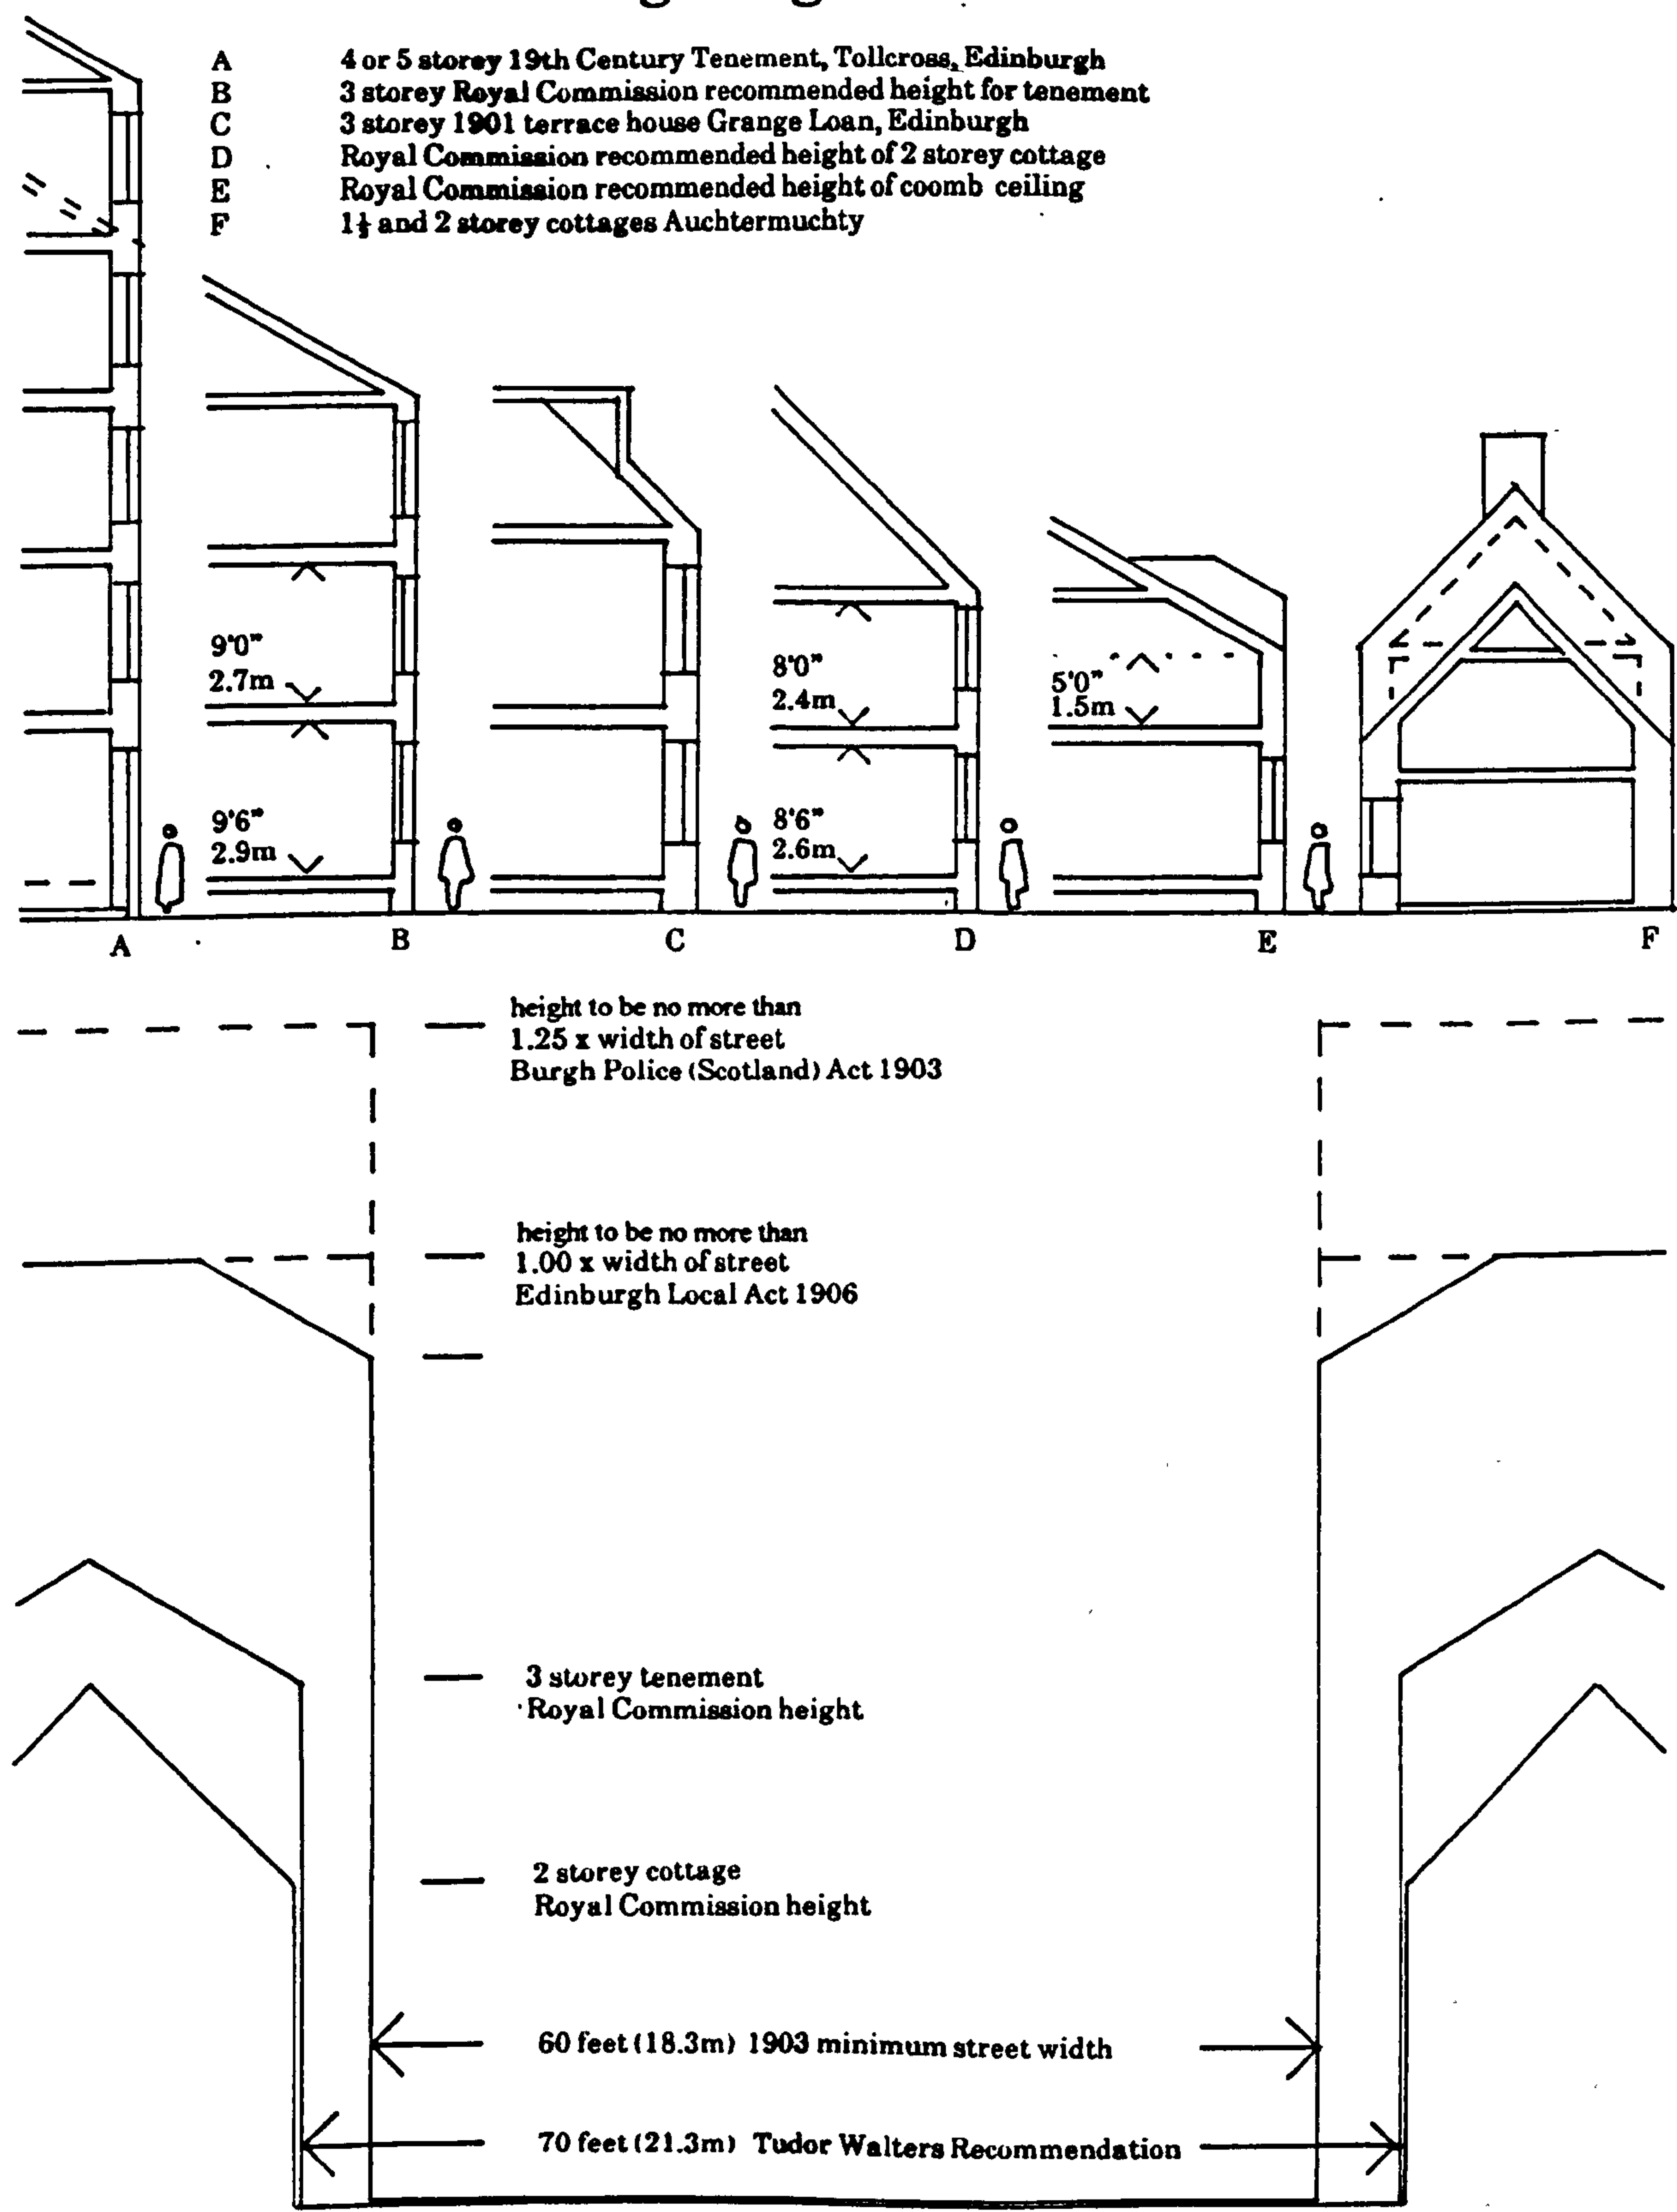 A 4 or 5 storey 19th Century Tenement, Tollcross, Edinburgh
B 3 storey Royal Commission recommended height for tenement
C 3 storey 1901 terrace house Grange Loan, Edinburgh
D Royal Commission recommended height of 2 storey cottage
E Royal Commission recommended height of coomb ceiling
F 1½ and 2 storey cottages Auchtermuchty
9'0"
2.7m
9'6"
2.9m
8'0"
2.4m
8'6"
2.6m
5'0"
1.5m
A B C D E F
height to be no more than
1.25 x width of street
Burgh Police (Scotland) Act 1903
height to be no more than
1.00 x width of street
Edinburgh Local Act 1906
3 storey tenement
Royal Commission height
2 storey cottage
Royal Commission height
60 feet (18.3m) 1903 minimum street width
70 feet (21.3m) Tudor Walters Recommendation